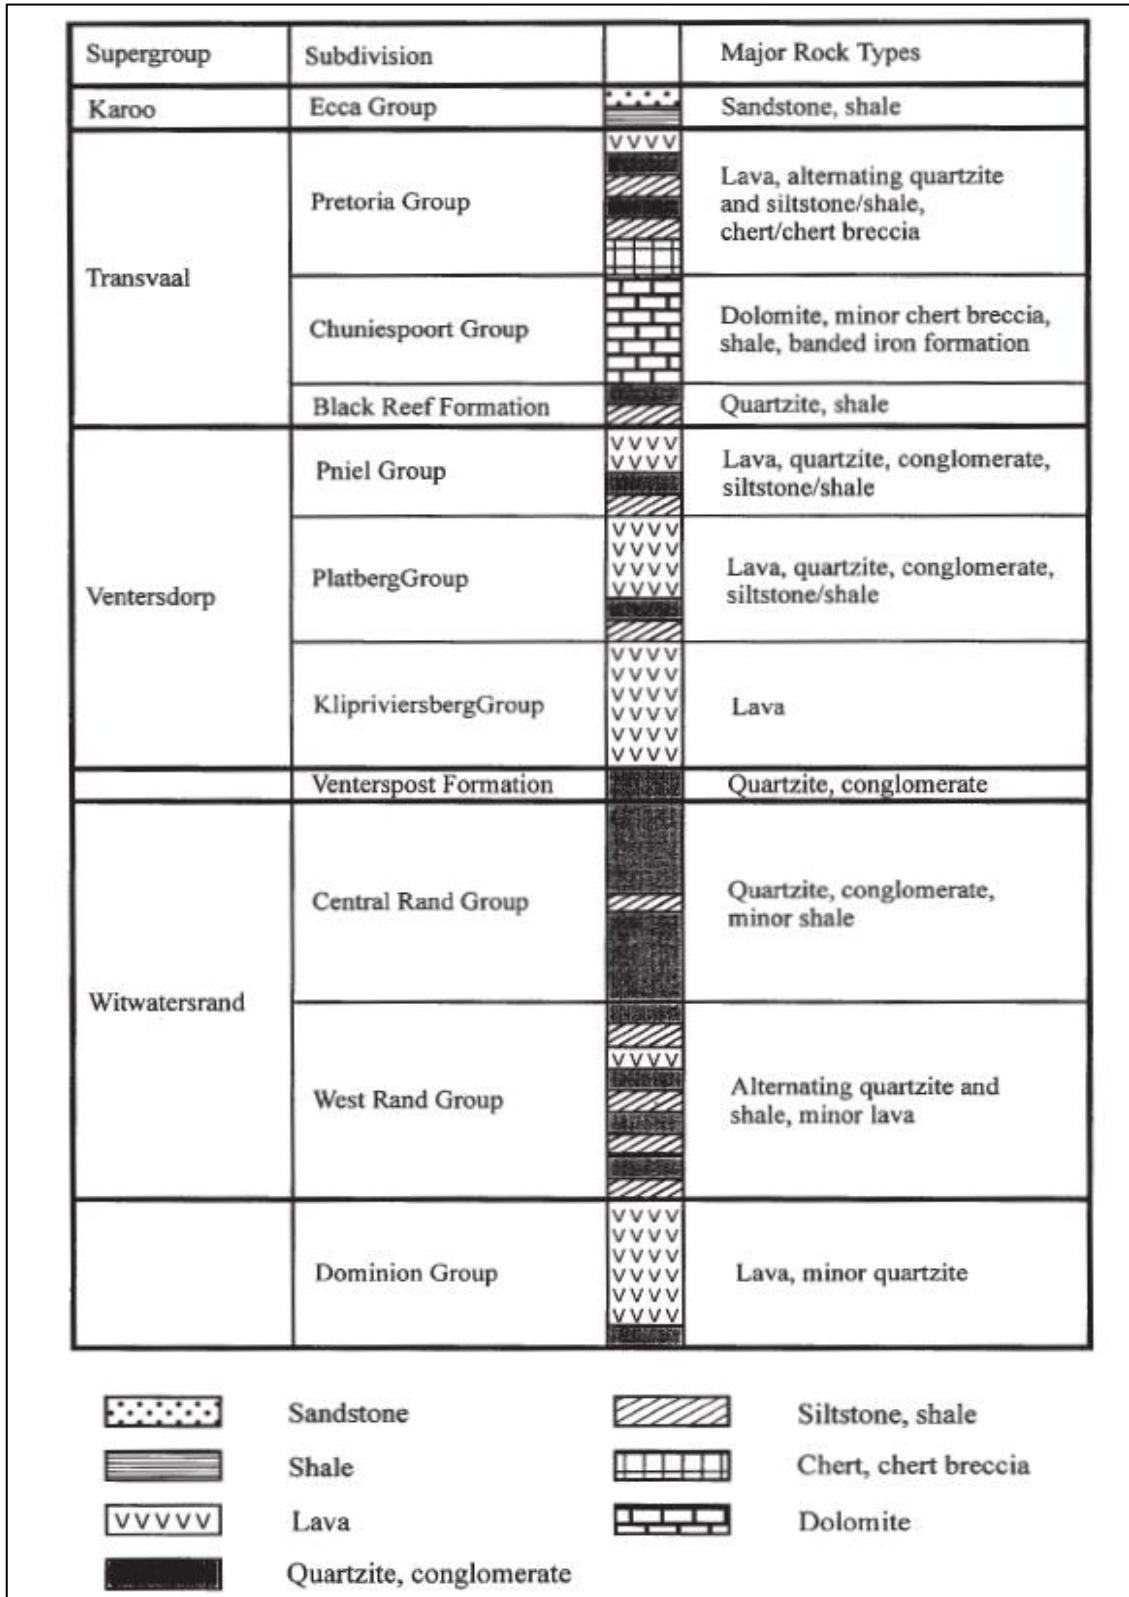 Supergroup
Subdivision
Major Rock Types
Karoo
Ecca Group
Sandstone, shale
Transvaal
Pretoria Group
Lava, alternating quartzite
and siltstone/shale,
chert/chert breccia
Chuniespoort Group
Dolomite, minor chert breccia,
shale, banded iron formation
Black Reef Formation
Quartzite, shale
Ventersdorp
Pniel Group
Lava, quartzite, conglomerate,
siltstone/shale
PlatbergGroup
Lava, quartzite, conglomerate,
siltstone/shale
KlipriviersbergGroup
Lava
Venterspost Formation
Quartzite, conglomerate
Witwatersrand
Central Rand Group
Quartzite, conglomerate,
minor shale
West Rand Group
Alternating quartzite and
shale, minor lava
Dominion Group
Lava, minor quartzite
Sandstone
Siltstone, shale
Shale
Chert, chert breccia
Lava
Dolomite
Quartzite, conglomerate